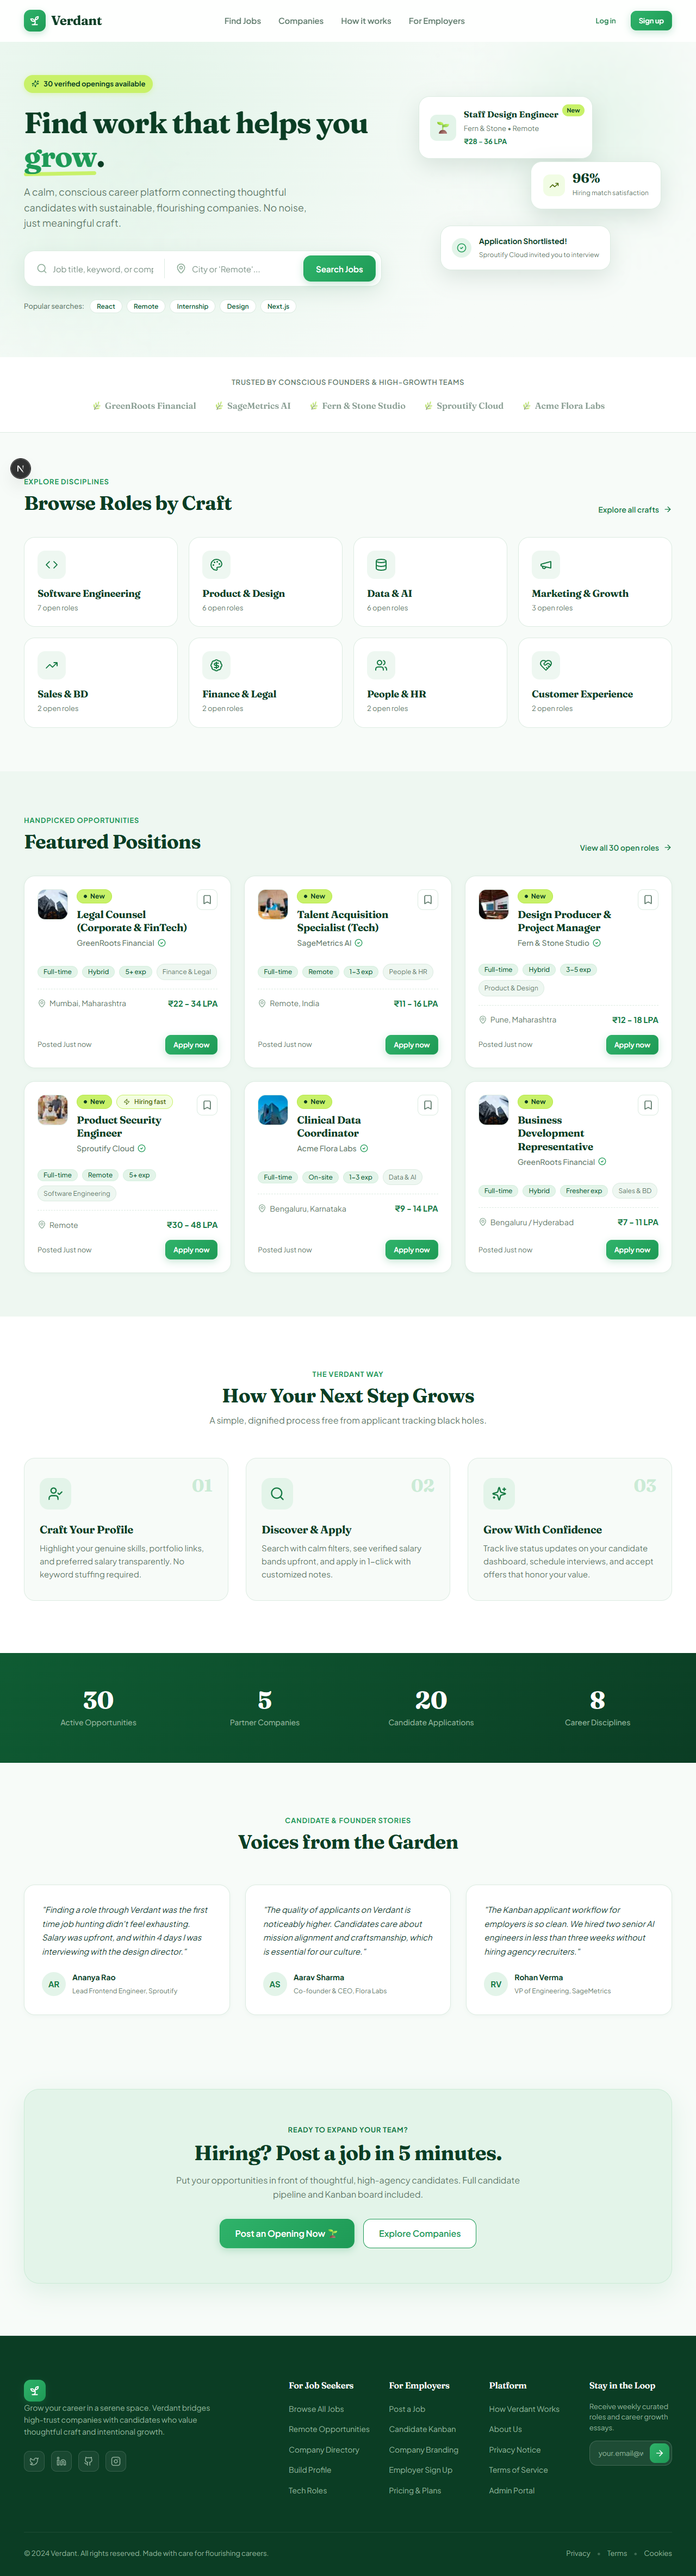 Verdant
Find Jobs
Companies
How it works
For Employers
Log in
Sign up
30 verified openings available
Find work that helps you
grow.
A calm, conscious career platform connecting thoughtful
candidates with sustainable, flourishing companies. No noise,
just meaningful craft.
Job title, keyword, or comp
City or 'Remote'...
Search Jobs
Popular searches:
React
Remote
Internship
Design
Next.js
Staff Design Engineer
New
Fern & Stone • Remote
₹28 - 36 LPA
96%
Hiring match satisfaction
Application Shortlisted!
Sproutify Cloud invited you to interview
TRUSTED BY CONSCIOUS FOUNDERS & HIGH-GROWTH TEAMS
GreenRoots Financial
SageMetrics AI
Fern & Stone Studio
Sproutify Cloud
Acme Flora Labs
N
EXPLORE DISCIPLINES
Browse Roles by Craft
Explore all crafts →
Software Engineering
7 open roles
Product & Design
6 open roles
Data & AI
6 open roles
Marketing & Growth
3 open roles
Sales & BD
2 open roles
Finance & Legal
2 open roles
People & HR
2 open roles
Customer Experience
2 open roles
HANDPICKED OPPORTUNITIES
Featured Positions
View all 30 open roles →
• New
Legal Counsel
(Corporate & FinTech)
GreenRoots Financial
Full-time
Hybrid
5+ exp
Finance & Legal
Mumbai, Maharashtra
₹22 - 34 LPA
Posted Just now
Apply now
• New
Talent Acquisition
Specialist (Tech)
SageMetrics AI
Full-time
Remote
1-3 exp
People & HR
Remote, India
₹11 - 16 LPA
Posted Just now
Apply now
• New
Design Producer &
Project Manager
Fern & Stone Studio
Full-time
Hybrid
3-5 exp
Product & Design
Pune, Maharashtra
₹12 - 18 LPA
Posted Just now
Apply now
• New
Hiring fast
Product Security
Engineer
Sproutify Cloud
Full-time
Remote
5+ exp
Software Engineering
Remote
₹30 - 48 LPA
Posted Just now
Apply now
• New
Clinical Data
Coordinator
Acme Flora Labs
Full-time
On-site
1-3 exp
Data & AI
Bengaluru, Karnataka
₹9 - 14 LPA
Posted Just now
Apply now
• New
Business
Development
Representative
GreenRoots Financial
Full-time
Hybrid
Fresher exp
Sales & BD
Bengaluru / Hyderabad
₹7 - 11 LPA
Posted Just now
Apply now
THE VERDANT WAY
How Your Next Step Grows
A simple, dignified process free from applicant tracking black holes.
01
Craft Your Profile
Highlight your genuine skills, portfolio links,
and preferred salary transparently. No
keyword stuffing required.
02
Discover & Apply
Search with calm filters, see verified salary
bands upfront, and apply in 1-click with
customized notes.
03
Grow With Confidence
Track live status updates on your candidate
dashboard, schedule interviews, and accept
offers that honor your value.
30
Active Opportunities
5
Partner Companies
20
Candidate Applications
8
Career Disciplines
CANDIDATE & FOUNDER STORIES
Voices from the Garden
"Finding a role through Verdant was the first
time job hunting didn't feel exhausting.
Salary was upfront, and within 4 days I was
interviewing with the design director."
AR
Ananya Rao
Lead Frontend Engineer, Sproutify
"The quality of applicants on Verdant is
noticeably higher. Candidates care about
mission alignment and craftsmanship, which
is essential for our culture."
AS
Aarav Sharma
Co-founder & CEO, Flora Labs
"The Kanban applicant workflow for
employers is so clean. We hired two senior AI
engineers in less than three weeks without
hiring agency recruiters."
RV
Rohan Verma
VP of Engineering, SageMetrics
READY TO EXPAND YOUR TEAM?
Hiring? Post a job in 5 minutes.
Put your opportunities in front of thoughtful, high-agency candidates. Full candidate
pipeline and Kanban board included.
Post an Opening Now 🌱
Explore Companies
Grow your career in a serene space. Verdant bridges
high-trust companies with candidates who value
thoughtful craft and intentional growth.
For Job Seekers
Browse All Jobs
Remote Opportunities
Company Directory
Build Profile
Tech Roles
For Employers
Post a Job
Candidate Kanban
Company Branding
Employer Sign Up
Pricing & Plans
Platform
How Verdant Works
About Us
Privacy Notice
Terms of Service
Admin Portal
Stay in the Loop
Receive weekly curated
roles and career growth
essays.
your.email@v
© 2024 Verdant. All rights reserved. Made with care for flourishing careers.
Privacy • Terms • Cookies